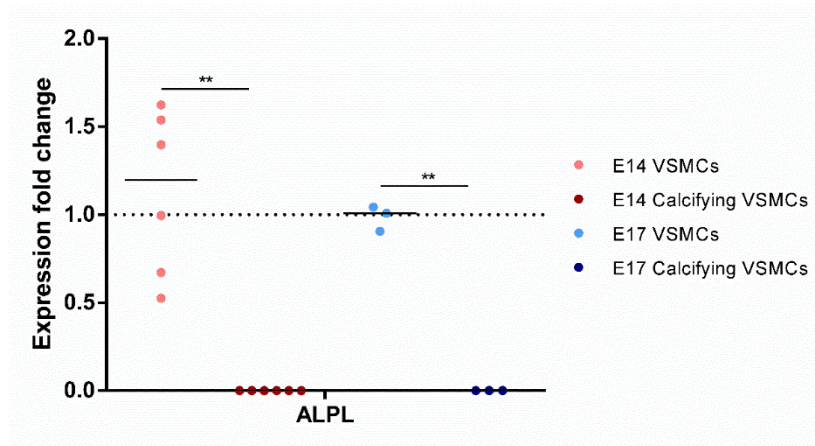 2.0
**
1.5
**
1.0
0.5
0.0
Expression fold change
ALPL
E14 VSMCs
E14 Calcifying VSMCs
E17 VSMCs
E17 Calcifying VSMCs